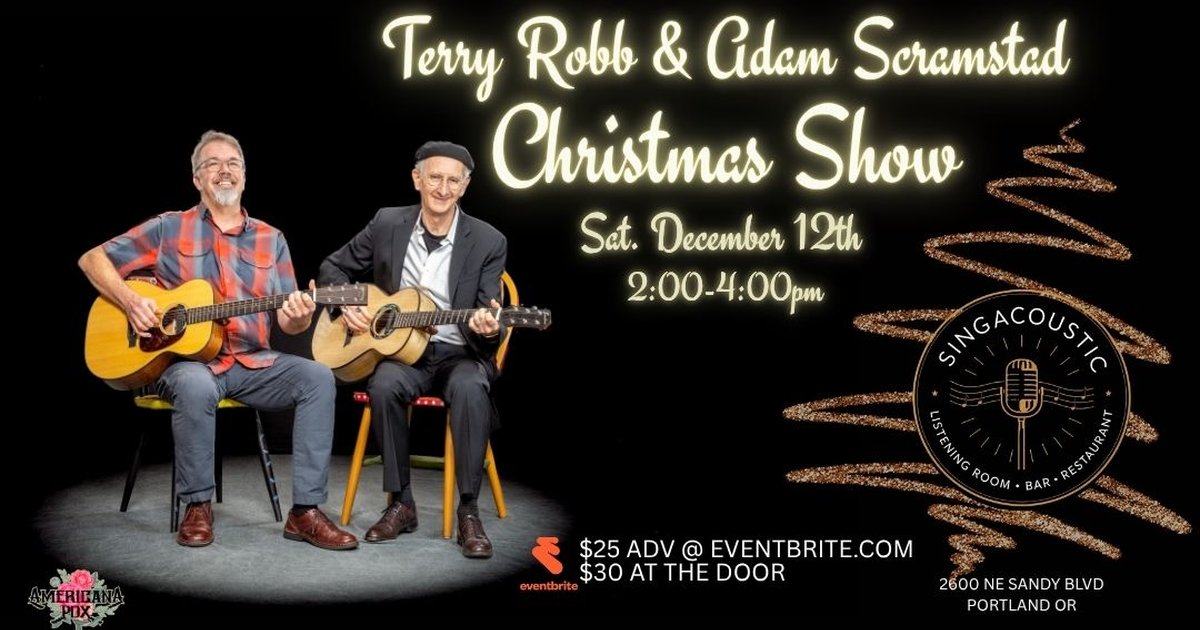 Terry Robb & Adam Scramstad
Christmas Show
Sat. December 12th
2:00-4:00pm
SINGACOUSTIC
LISTENING ROOM • BAR • RESTAURANT
eventbrite
$25 ADV @ EVENTBRITE.COM
$30 AT THE DOOR
2600 NE SANDY BLVD
PORTLAND OR
AMERICANA
PDX